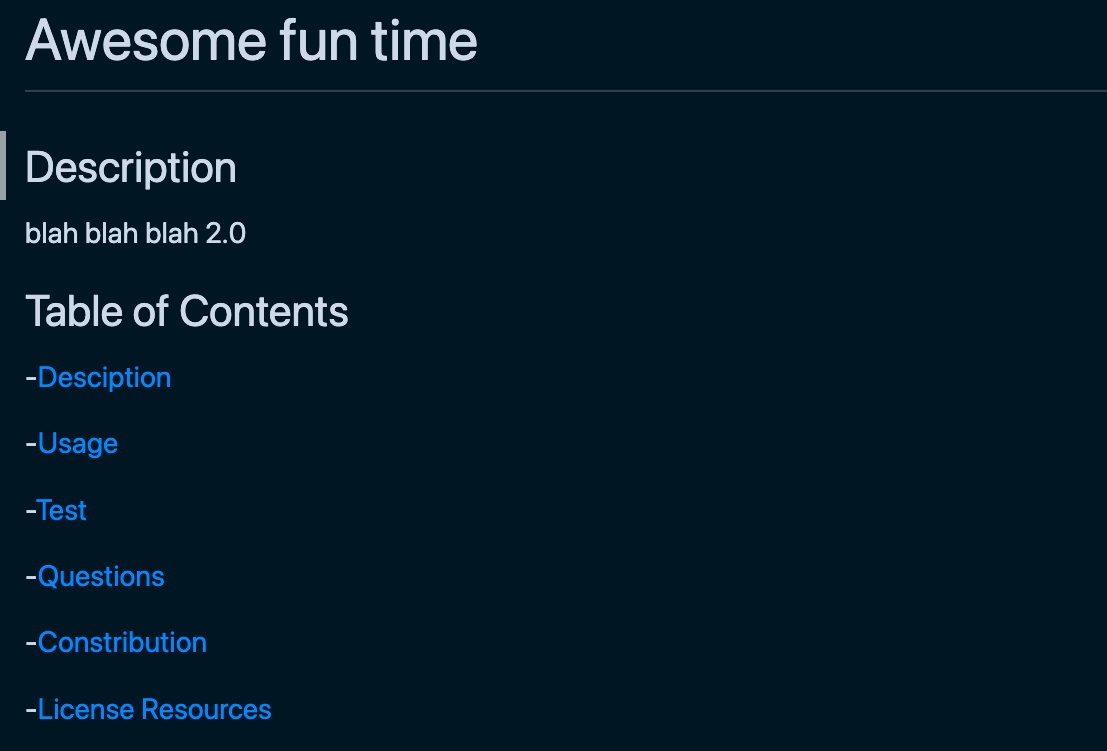 Awesome fun time
Description
blah blah blah 2.0
Table of Contents
-Desciption
-Usage
-Test
-Questions
-Constribution
-License Resources